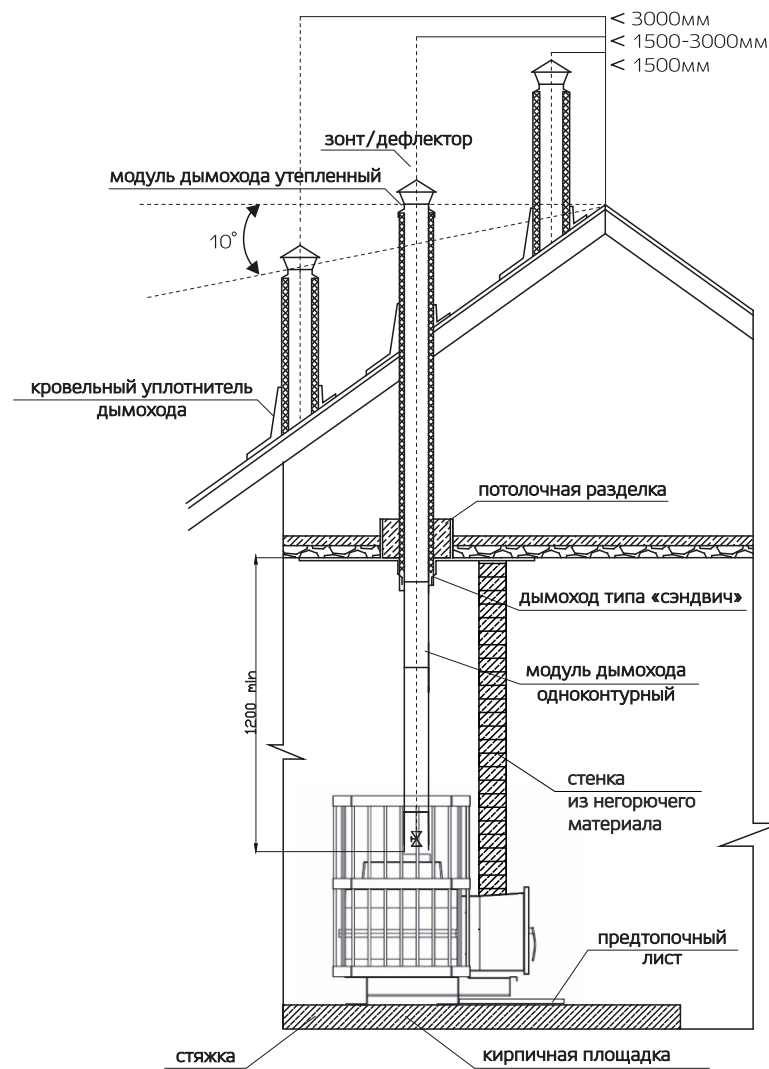 < 3000мм
< 1500-3000мм
< 1500мм
зонт/дефлектор
модуль дымохода утепленный
10°
кровельный уплотнитель
дымохода
потолочная разделка
дымоход типа «сэндвич»
модуль дымохода
одноконтурный
1200 min
стенка
из негорючего
материала
предтопочный
лист
стяжка
кирпичная площадка